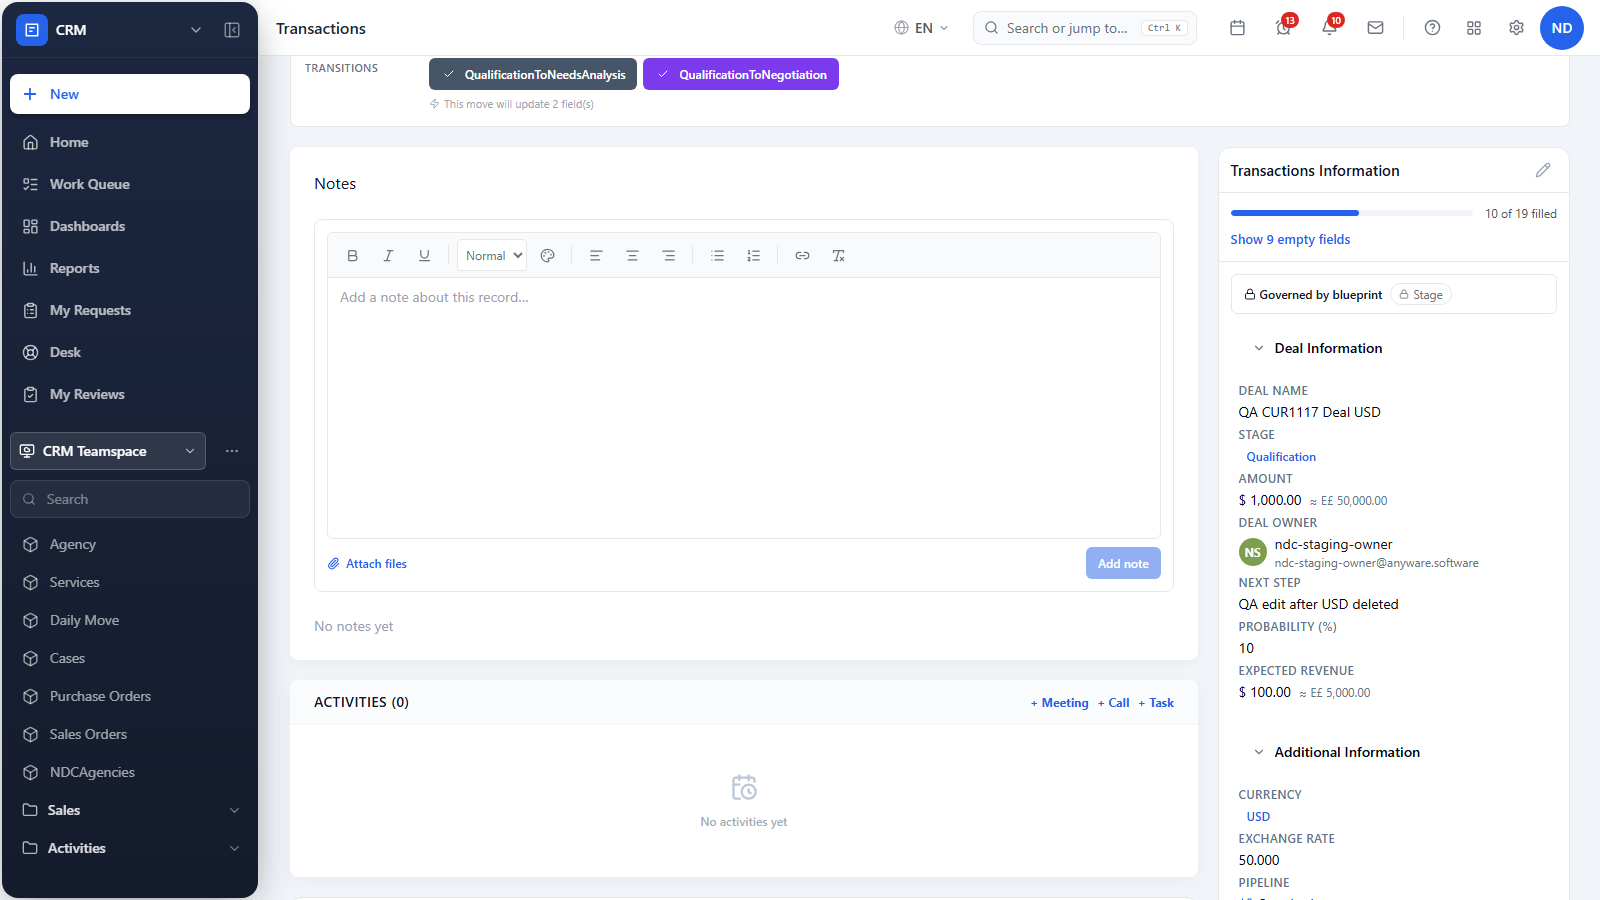 CRM
Transactions
EN
Search or jump to...
Ctrl K
13
10
ND
New
Home
Work Queue
Dashboards
Reports
My Requests
Desk
My Reviews
CRM Teamspace
Search
Agency
Services
Daily Move
Cases
Purchase Orders
Sales Orders
NDCAgencies
Sales
Activities
TRANSITIONS
QualificationToNeedsAnalysis
QualificationToNegotiation
This move will update 2 field(s)
Notes
Normal
Add a note about this record...
Attach files
Add note
No notes yet
ACTIVITIES (0)
+ Meeting + Call + Task
No activities yet
Transactions Information
10 of 19 filled
Show 9 empty fields
Governed by blueprint
Stage
Deal Information
DEAL NAME
QA CUR1117 Deal USD
STAGE
Qualification
AMOUNT
$ 1,000.00 ≈ E£ 50,000.00
DEAL OWNER
NS
ndc-staging-owner
ndc-staging-owner@anyware.software
NEXT STEP
QA edit after USD deleted
PROBABILITY (%)
10
EXPECTED REVENUE
$ 100.00 ≈ E£ 5,000.00
Additional Information
CURRENCY
USD
EXCHANGE RATE
50.000
PIPELINE